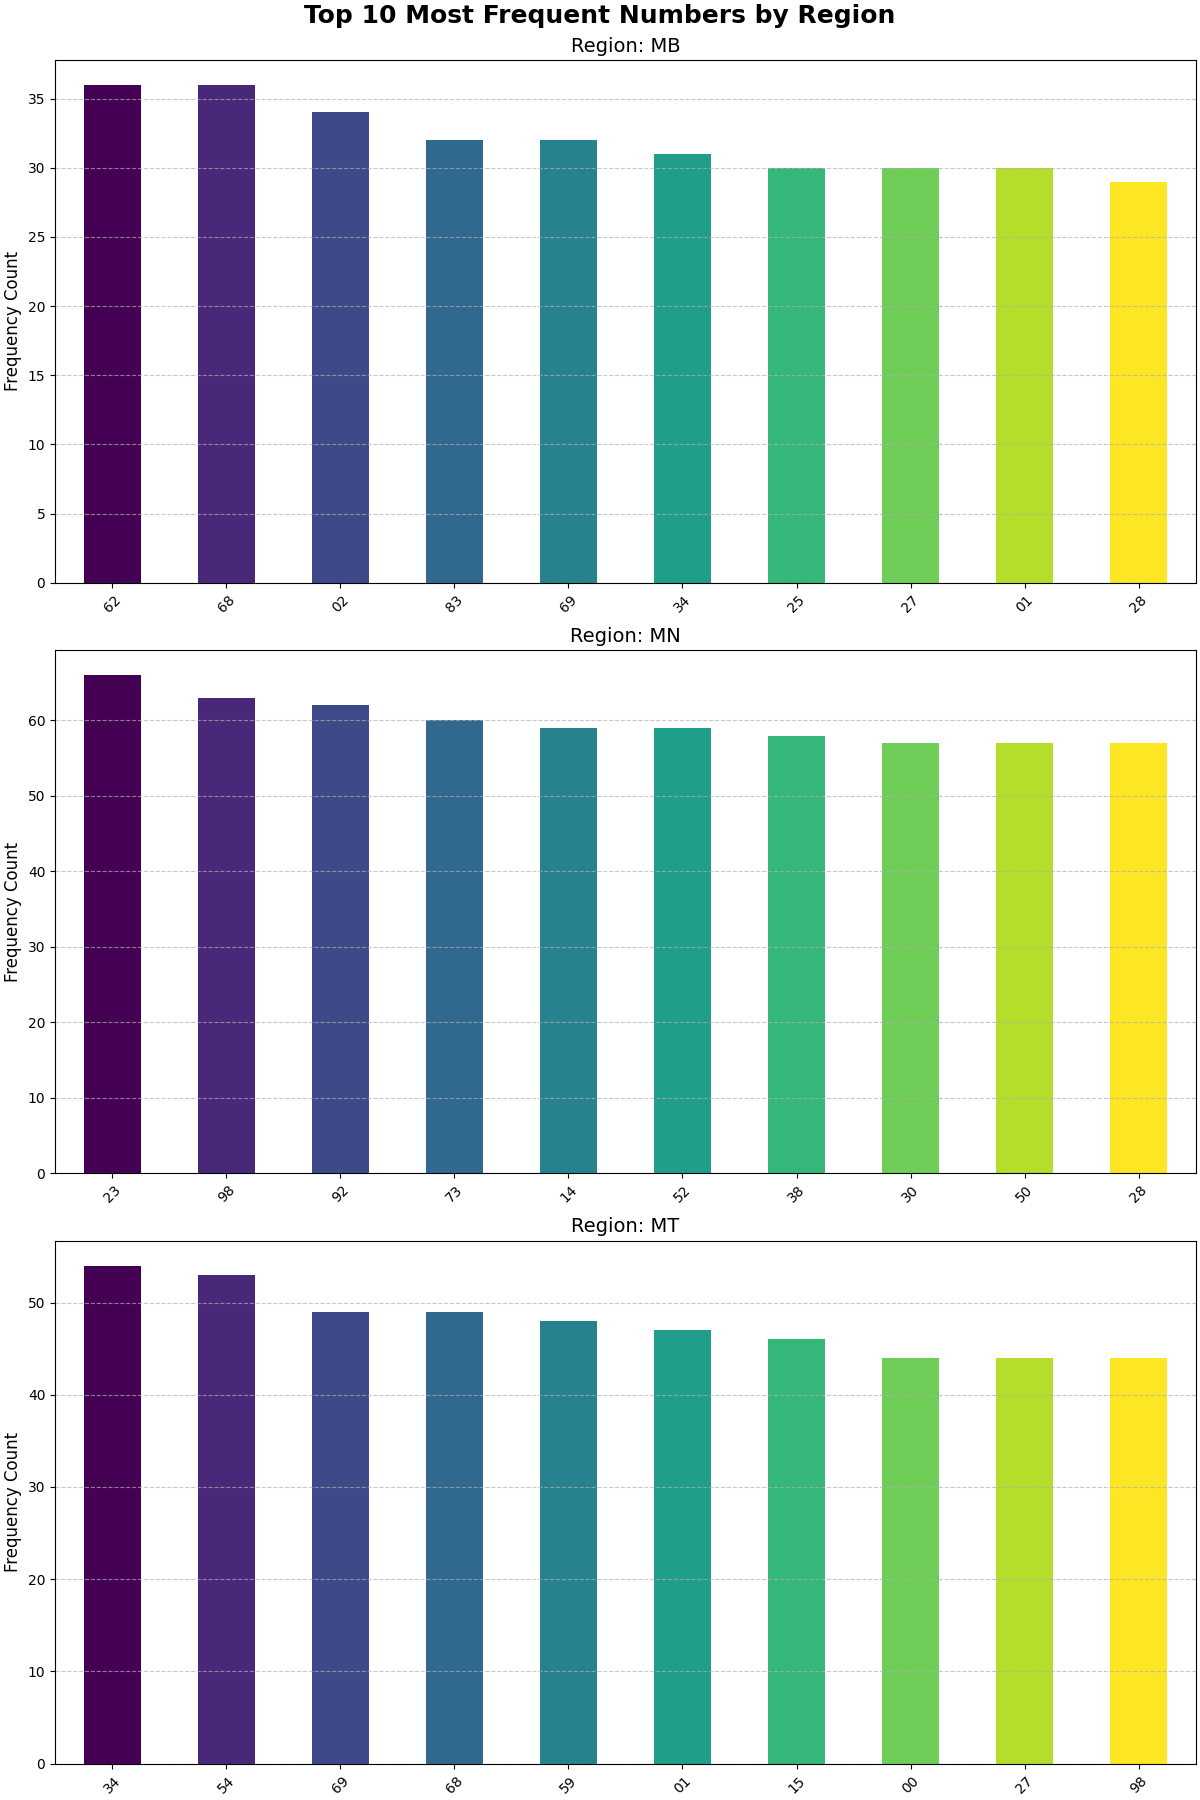 Top 10 Most Frequent Numbers by Region
Region: MB
Frequency Count
35
30
25
20
15
10
5
0
62 68 02 83 69 34 25 27 01 28
Region: MN
Frequency Count
60
50
40
30
20
10
0
23 98 92 73 14 52 38 30 50 28
Region: MT
Frequency Count
50
40
30
20
10
0
34 54 69 68 59 01 15 00 27 98